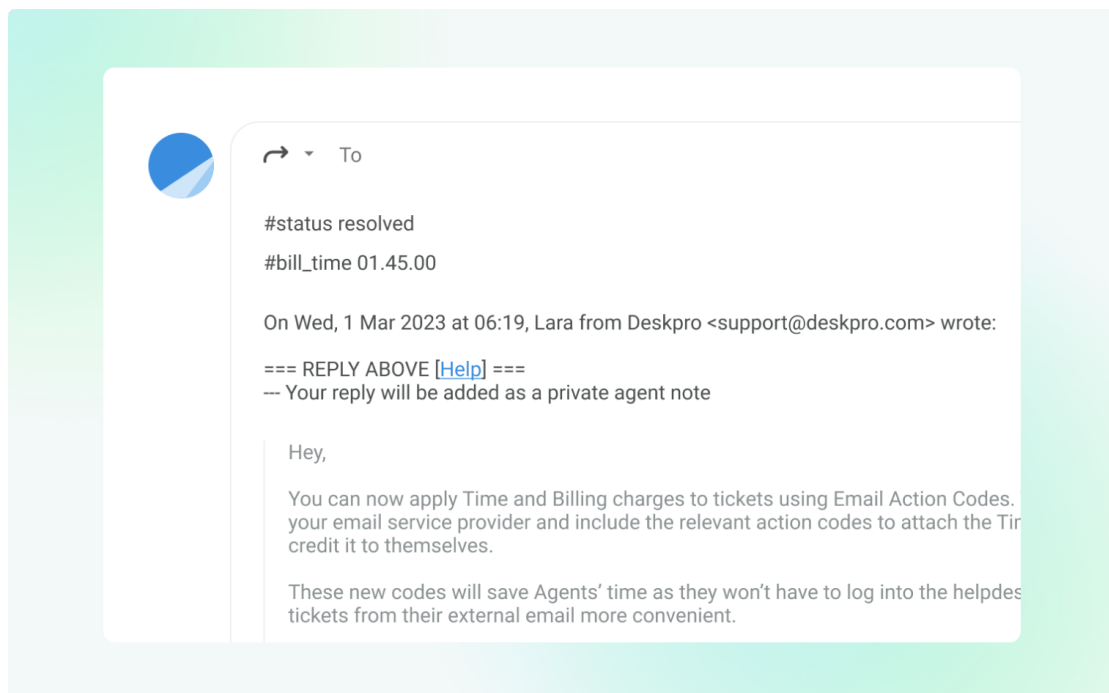 To
#status resolved
#bill_time 01.45.00
On Wed, 1 Mar 2023 at 06:19, Lara from Deskpro <support@deskpro.com> wrote:
=== REPLY ABOVE [Help] ===
--- Your reply will be added as a private agent note
Hey,
You can now apply Time and Billing charges to tickets using Email Action Codes.
your email service provider and include the relevant action codes to attach the
credit it to themselves.
These new codes will save Agents’ time as they won’t have to log into the
tickets from their external email more convenient.